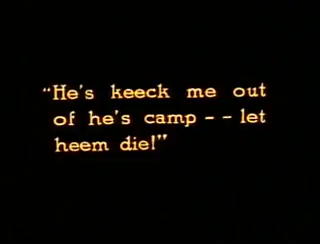 "He's keeck me out
of he's camp -- let
heem die!"